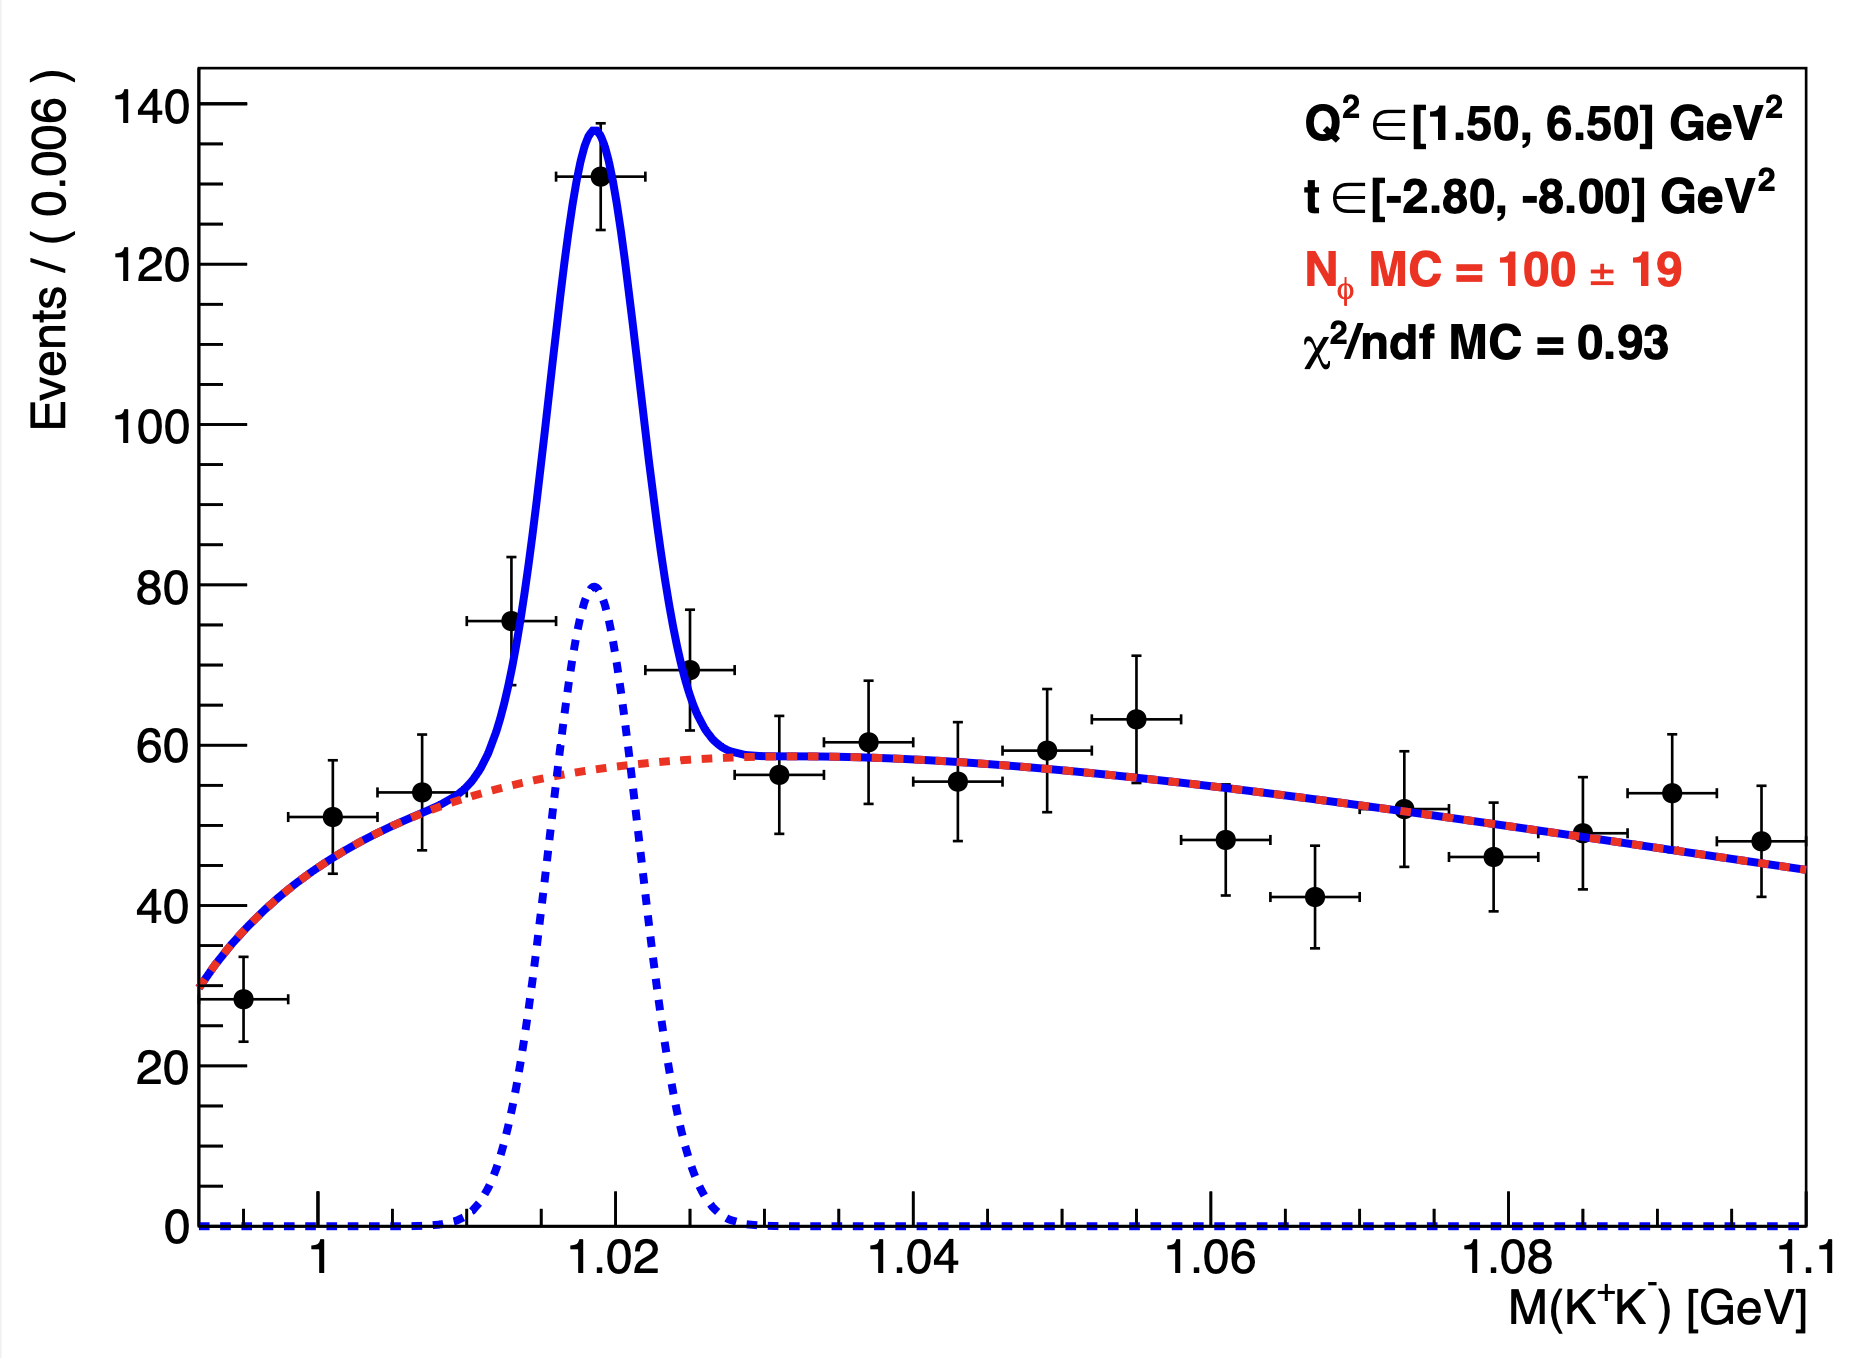 Events / ( 0.006 )
140
120
100
80
60
40
20
0
Q² ∈[1.50, 6.50] GeV²
t ∈[-2.80, -8.00] GeV²
Nϕ MC = 100 ± 19
χ²/ndf MC = 0.93
1 1.02 1.04 1.06 1.08 1.1
M(K⁺K⁻) [GeV]